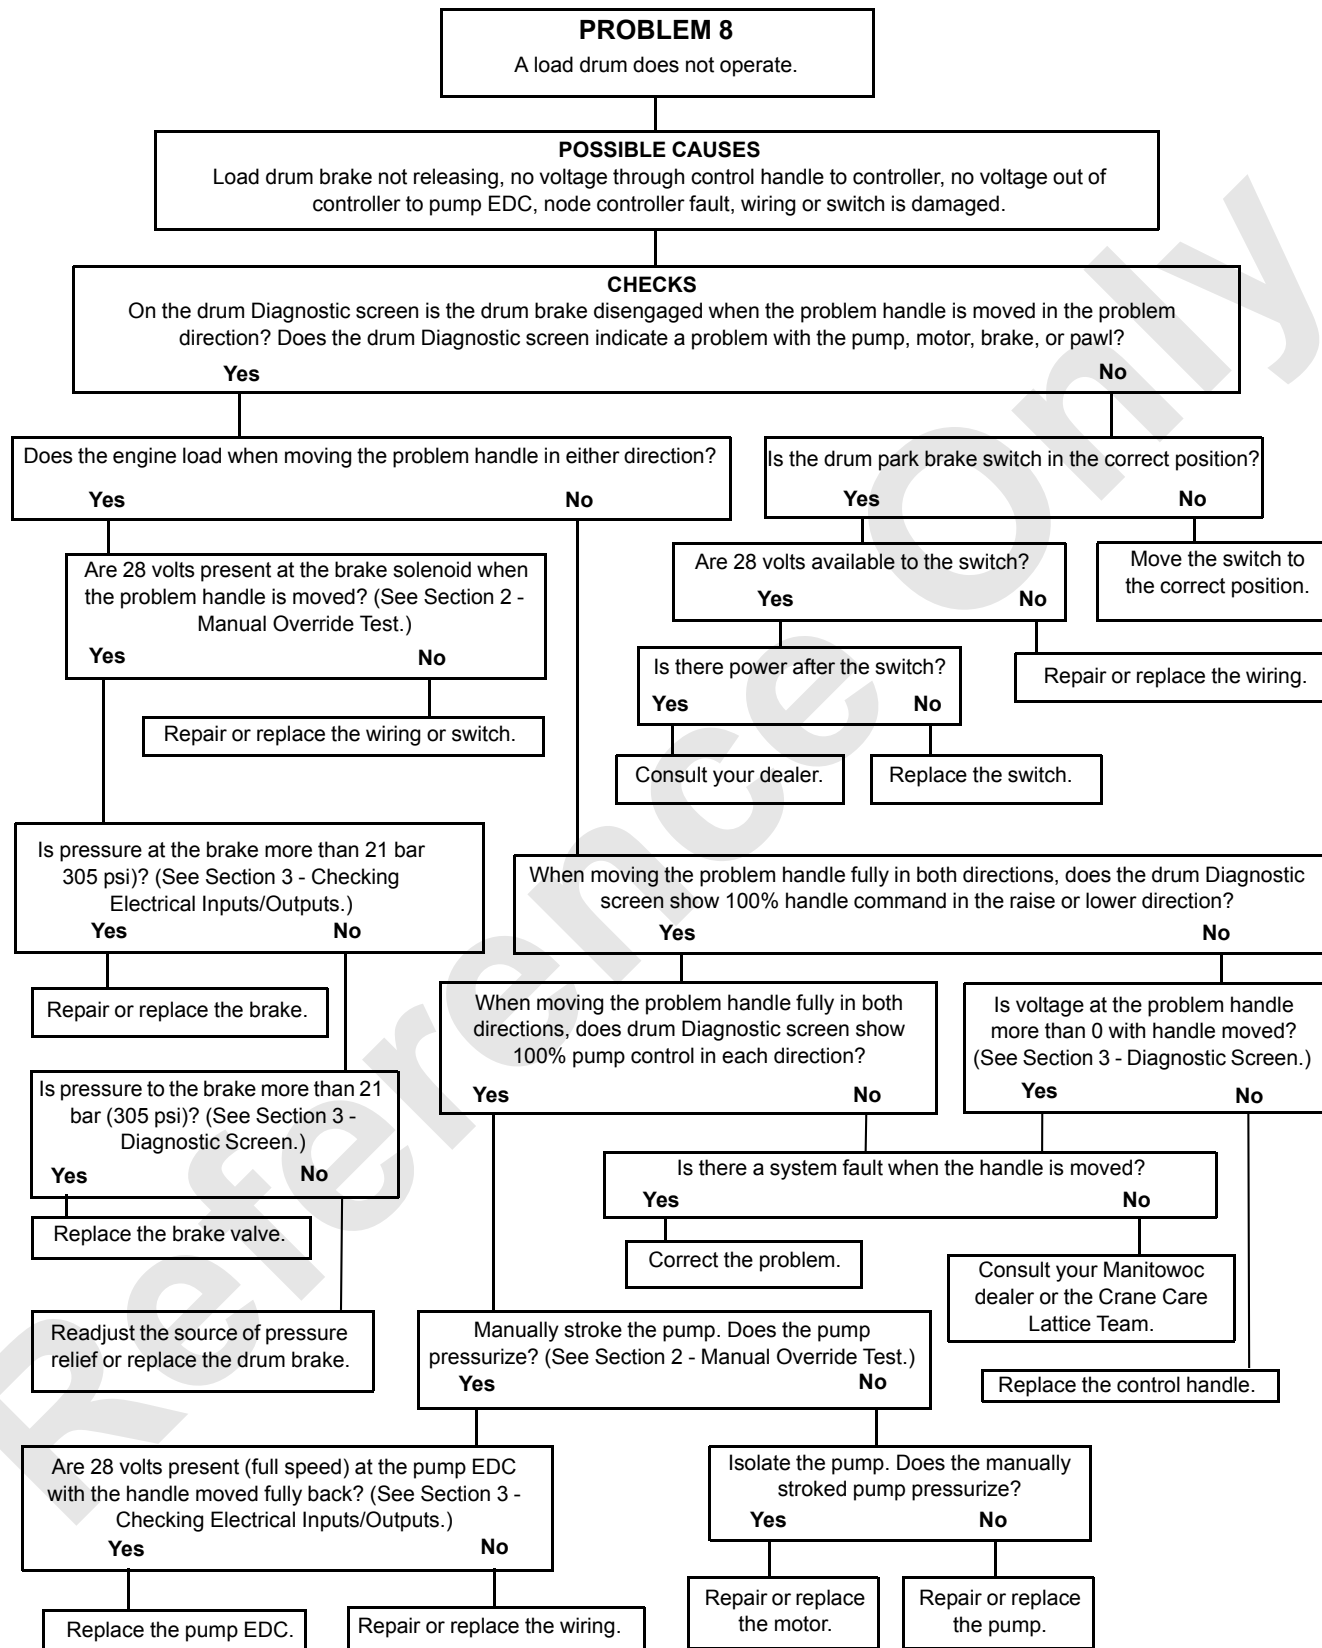 PROBLEM 8
A load drum does not operate.
POSSIBLE CAUSES
Load drum brake not releasing, no voltage through control handle to controller, no voltage out of
controller to pump EDC, node controller fault, wiring or switch is damaged.
CHECKS
On the drum Diagnostic screen is the drum brake disengaged when the problem handle is moved in the problem
direction? Does the drum Diagnostic screen indicate a problem with the pump, motor, brake, or pawl?
Yes
No
Does the engine load when moving the problem handle in either direction?
Yes
No
Is the drum park brake switch in the correct position?
Yes
No
Are 28 volts present at the brake solenoid when
the problem handle is moved? (See Section 2 -
Manual Override Test.)
Yes
No
Are 28 volts available to the switch?
Yes
No
Move the switch to
the correct position.
Is there power after the switch?
Yes
No
Repair or replace the wiring.
Repair or replace the wiring or switch.
Consult your dealer.
Replace the switch.
Is pressure at the brake more than 21 bar
305 psi)? (See Section 3 - Checking
Electrical Inputs/Outputs.)
Yes
No
When moving the problem handle fully in both directions, does the drum Diagnostic
screen show 100% handle command in the raise or lower direction?
Yes
No
Repair or replace the brake.
When moving the problem handle fully in both
directions, does drum Diagnostic screen show
100% pump control in each direction?
Yes
No
Is voltage at the problem handle
more than 0 with handle moved?
(See Section 3 - Diagnostic Screen.)
Yes
No
Is pressure to the brake more than 21
bar (305 psi)? (See Section 3 -
Diagnostic Screen.)
Yes
No
Is there a system fault when the handle is moved?
Yes
No
Replace the brake valve.
Correct the problem.
Consult your Manitowoc
dealer or the Crane Care
Lattice Team.
Readjust the source of pressure
relief or replace the drum brake.
Manually stroke the pump. Does the pump
pressurize? (See Section 2 - Manual Override Test.)
Yes
No
Replace the control handle.
Are 28 volts present (full speed) at the pump EDC
with the handle moved fully back? (See Section 3 -
Checking Electrical Inputs/Outputs.)
Yes
No
Isolate the pump. Does the manually
stroked pump pressurize?
Yes
No
Replace the pump EDC.
Repair or replace the wiring.
Repair or replace
the motor.
Repair or replace
the pump.
Reference Only